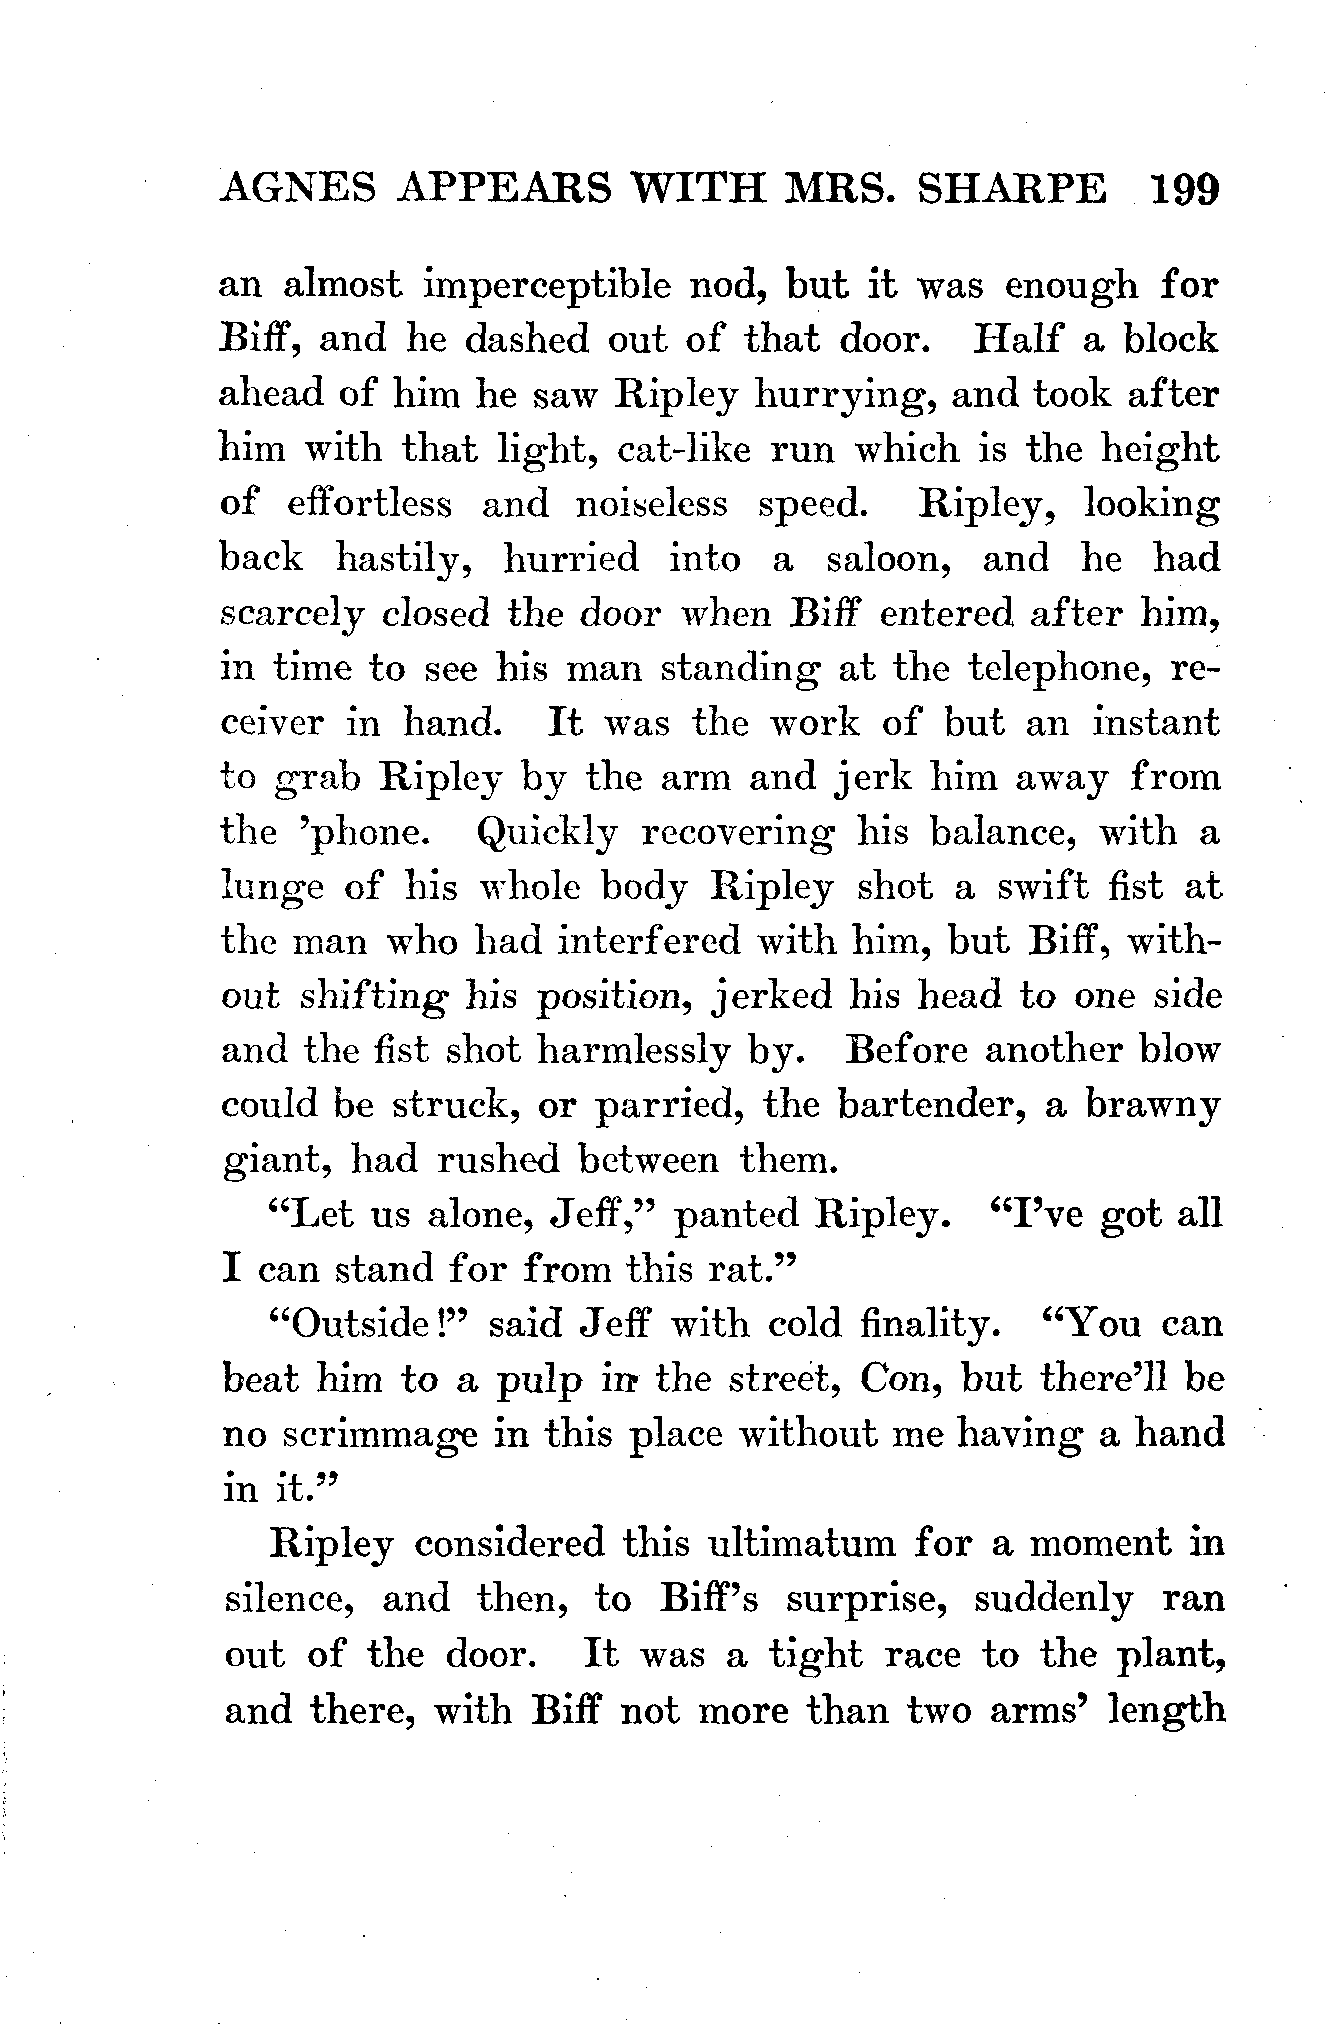 AGNES APPEARS WITH MRS. SHARPE 199
an almost imperceptible nod, but it was enough for
Biff, and he dashed out of that door. Half a block
ahead of him he saw Ripley hurrying, and took after
him with that light, cat-like run which is the height
of effortless and noiseless speed. Ripley, looking
back hastily, hurried into a saloon, and he had
scarcely closed the door when Biff entered after him,
in time to see his man standing at the telephone, re-
ceiver in hand. It was the work of but an instant
to grab Ripley by the arm and jerk him away from
the ’phone. Quickly recovering his balance, with a
lunge of his whole body Ripley shot a swift fist at
the man who had interfered with him, but Biff, with-
out shifting his position, jerked his head to one side
and the fist shot harmlessly by. Before another blow
could be struck, or parried, the bartender, a brawny
giant, had rushed between them.
“Let us alone, Jeff,” panted Ripley. “I’ve got all
I can stand for from this rat.”
“Outside!” said Jeff with cold finality. “You can
beat him to a pulp in the street, Con, but there’ll be
no scrimmage in this place without me having a hand
in it.”
Ripley considered this ultimatum for a moment in
silence, and then, to Biff’s surprise, suddenly ran
out of the door. It was a tight race to the plant,
and there, with Biff not more than two arms’ length